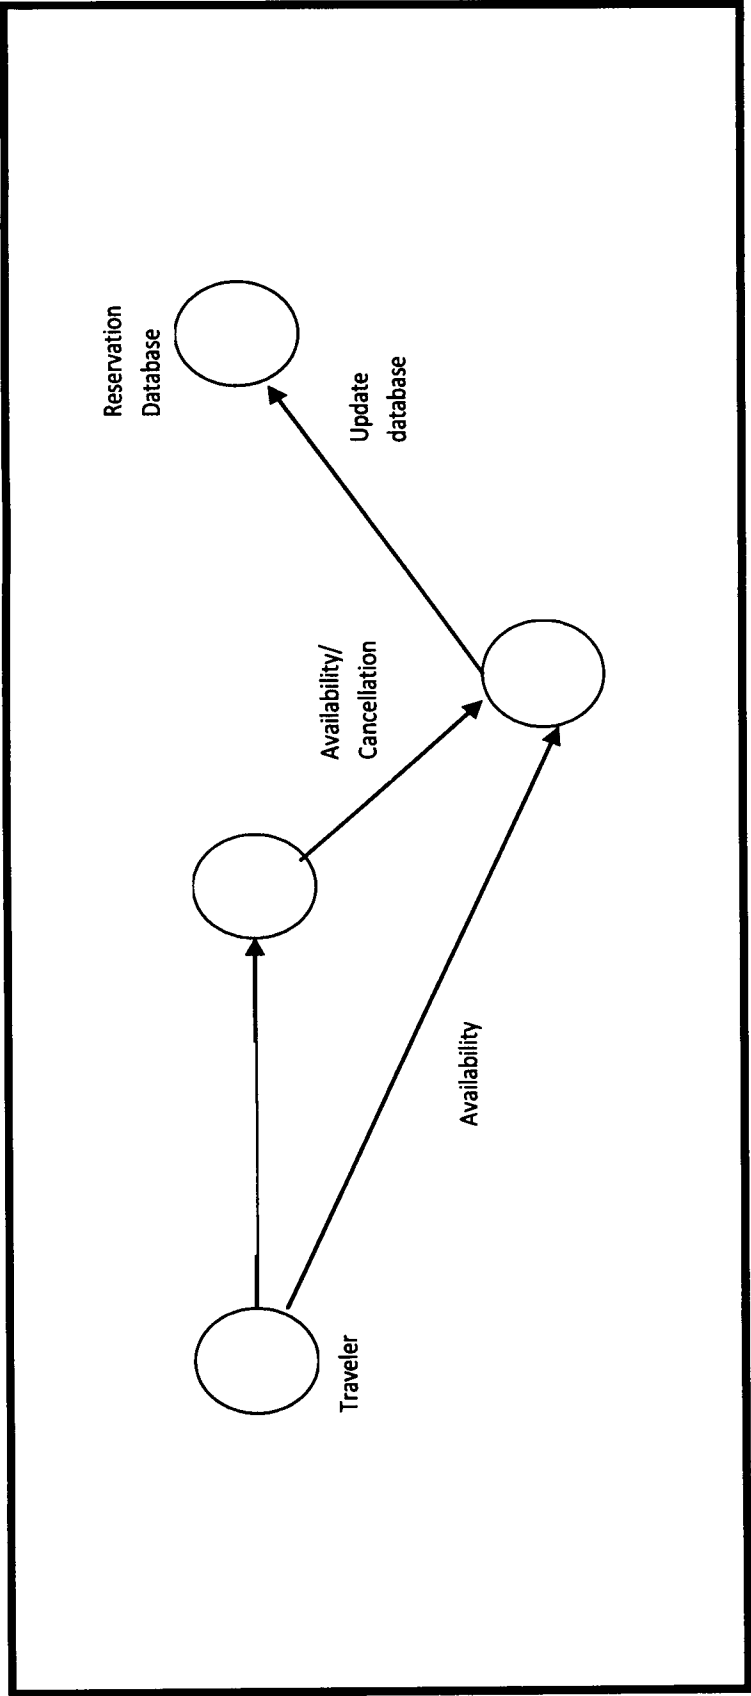 Reservation
Database
Update
database
Availability/
Cancellation
Availability
Traveler